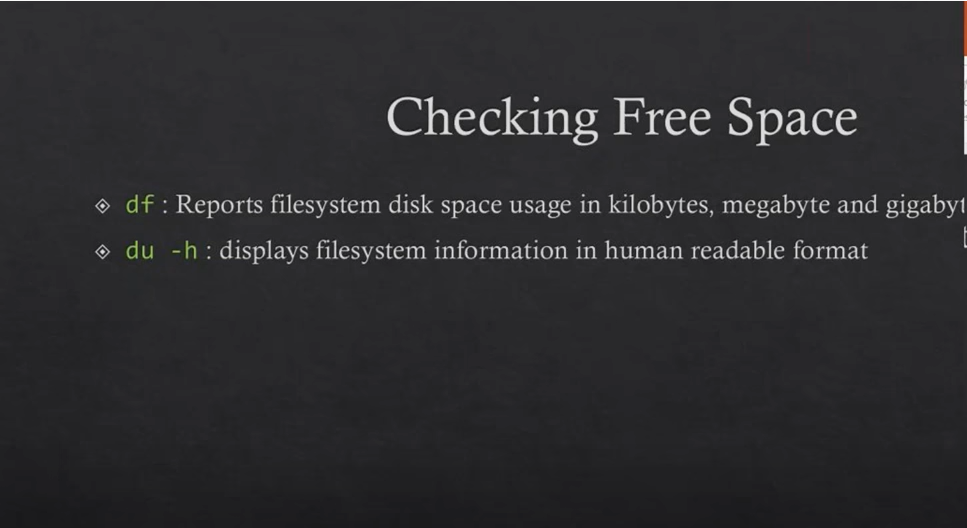 Checking Free Space
df : Reports filesystem disk space usage in kilobytes, megabyte and
du -h : displays filesystem information in human readable format